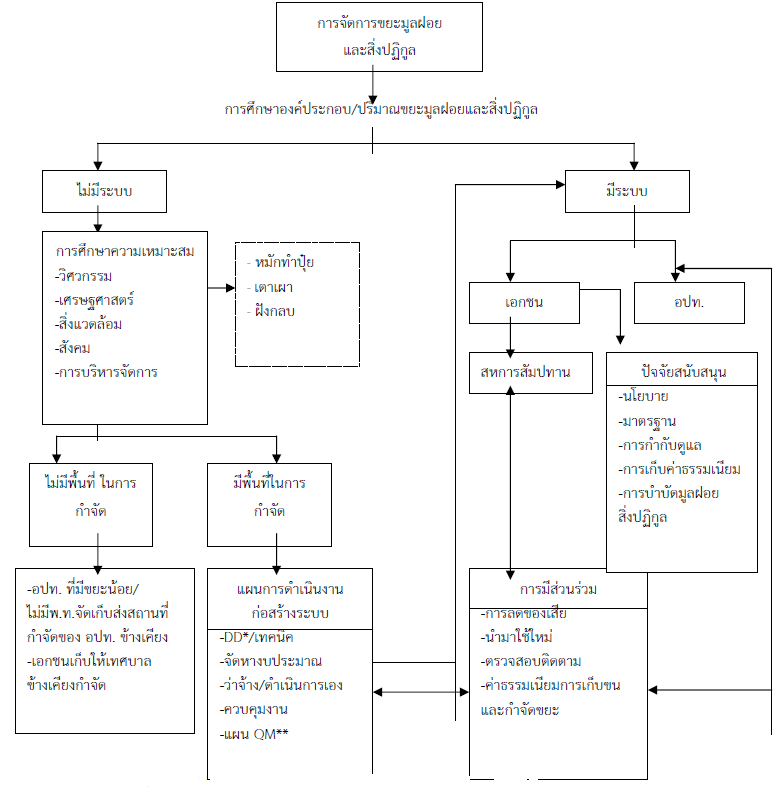 การจัดการขยะมูลฝอย
และสิ่งปฏิกูล
การศึกษาองค์ประกอบ/ปริมาณขยะมูลฝอยและสิ่งปฏิกูล
ไม่มีระบบ
มีระบบ
การศึกษาความเหมาะสม
-วิศวกรรม
-เศรษฐศาสตร์
-สิ่งแวดล้อม
-สังคม
-การบริหารจัดการ
- หมักทำปุ๋ย
- เตาเผา
- ฝังกลบ
เอกชน
อปท.
สหการสัมปทาน
ปัจจัยสนับสนุน
-นโยบาย
-มาตรฐาน
-การกำกับดูแล
-การเก็บค่าธรรมเนียม
-การบำบัดมูลฝอย
สิ่งปฏิกูล
ไม่มีพื้นที่ ในการ
กำจัด
มีพื้นที่ในการ
กำจัด
-อปท. ที่มีขยะน้อย/
ไม่มีพ.ท.จัดเก็บส่งสถานที่
กำจัดของ อปท. ข้างเคียง
-เอกชนเก็บให้เทศบาล
ข้างเคียงกำจัด
แผนการดำเนินงาน
ก่อสร้างระบบ
-DD*/เทคนิค
-จัดหางบประมาณ
-ว่าจ้าง/ดำเนินการเอง
-ควบคุมงาน
-แผน QM**
การมีส่วนร่วม
-การลดของเสีย
-นำมาใช้ใหม่
-ตรวจสอบติดตาม
-ค่าธรรมเนียมการเก็บขน
และกำจัดขยะ